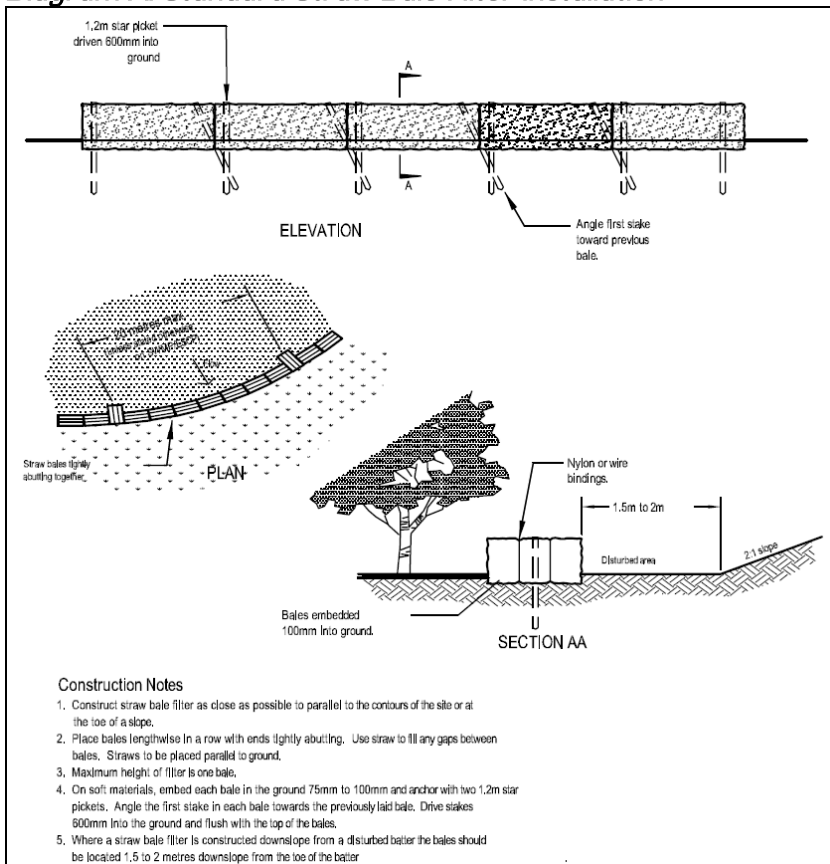 1.2m star picket
driven 600mm into
ground
A
A
ELEVATION
Angle first stake
toward previous
bale.
20 metres max.
Straw bales tightly
abutting together
PLAN
Nylon or wire
bindings.
1.5m to 2m
Disturbed area
2:1 slope
Bales embedded
100mm into ground.
SECTION AA
Construction Notes
1. Construct straw bale filter as close as possible to parallel to the contours of the site or at
the toe of a slope.
2. Place bales lengthwise in a row with ends tightly abutting. Use straw to fill any gaps between
bales. Straws to be placed parallel to ground.
3. Maximum height of filter is one bale.
4. On soft materials, embed each bale in the ground 75mm to 100mm and anchor with two 1.2m star
pickets. Angle the first stake in each bale towards the previously laid bale. Drive stakes
600mm into the ground and flush with the top of the bales.
5. Where a straw bale filter is constructed downslope from a disturbed batter the bales should
be located 1.5 to 2 metres downslope from the toe of the batter